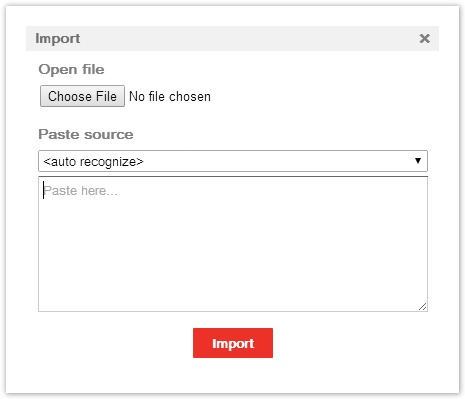 Import
Open file
Choose File No file chosen
Paste source
<auto recognize>
Paste here...
Import